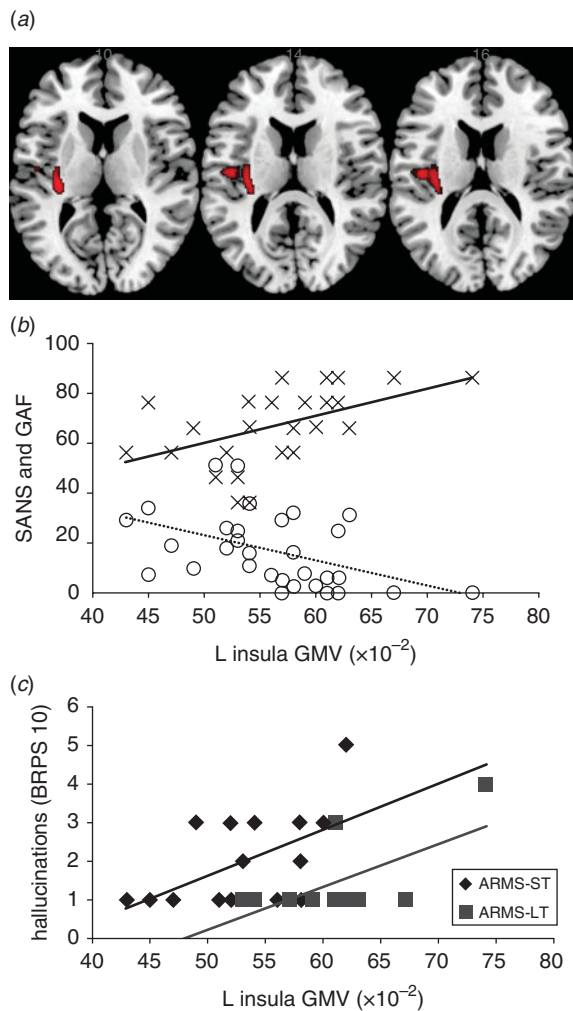 (a)
10 14 16
(b)
100
80
60
40
20
0
SANS and GAF
40 45 50 55 60 65 70 75 80
L insula GMV (×10⁻²)
(c)
6
5
4
3
2
1
0
hallucinations (BRPS 10)
ARMS-ST
ARMS-LT
40 45 50 55 60 65 70 75 80
L insula GMV (×10⁻²)